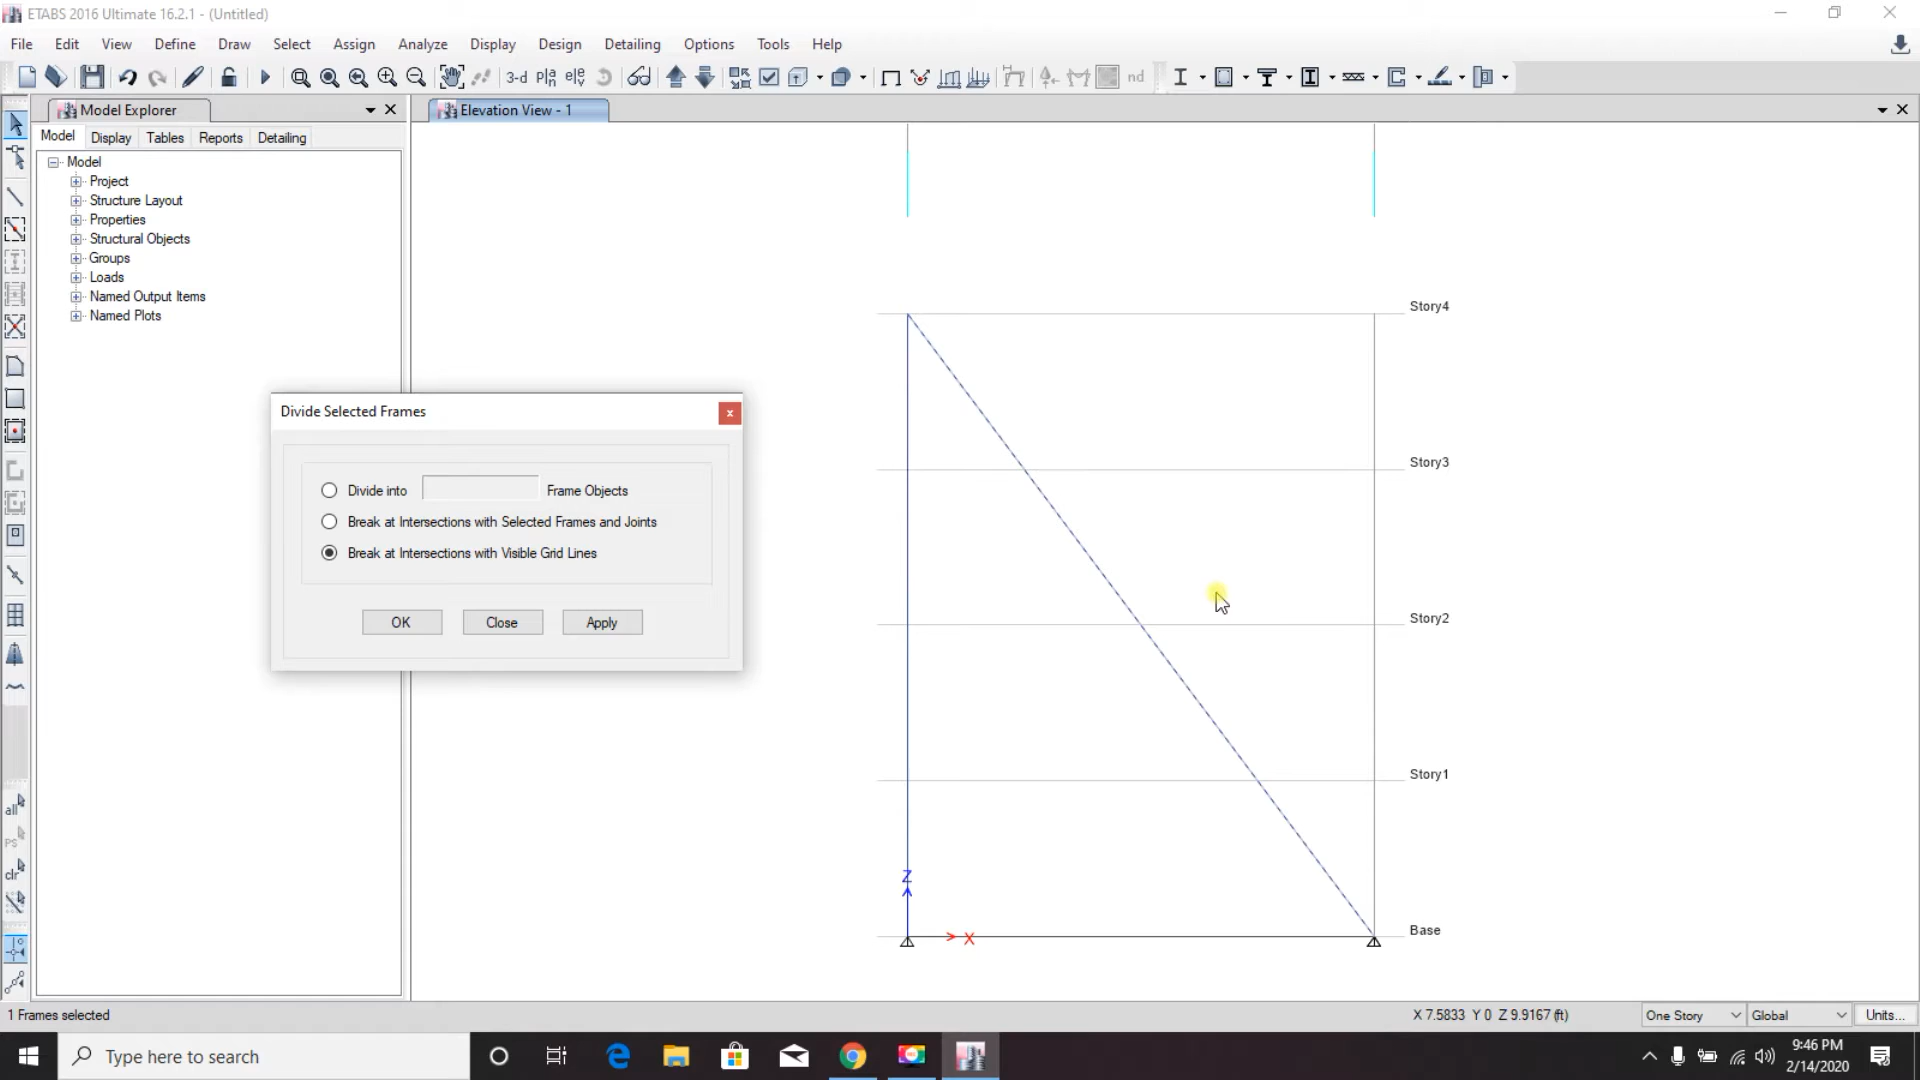 ETABS 2016 Ultimate 16.2.1 - (Untitled)
File Edit View Define Draw Select Assign Analyze Display Design Detailing Options Tools Help
3-d pln elv nd
Model Explorer
Elevation View - 1
Model Display Tables Reports Detailing
Model
Project
Structure Layout
Properties
Structural Objects
Groups
Loads
Named Output Items
Named Plots
Story4
Divide Selected Frames
Story3
Divide into Frame Objects
Break at Intersections with Selected Frames and Joints
Break at Intersections with Visible Grid Lines
OK Close Apply
Story2
Story1
all
ps
clr
Z
X
Base
1 Frames selected
X 7.5833 Y 0 Z 9.9167 (ft)
One Story Global Units...
Type here to search
9:46 PM
2/14/2020